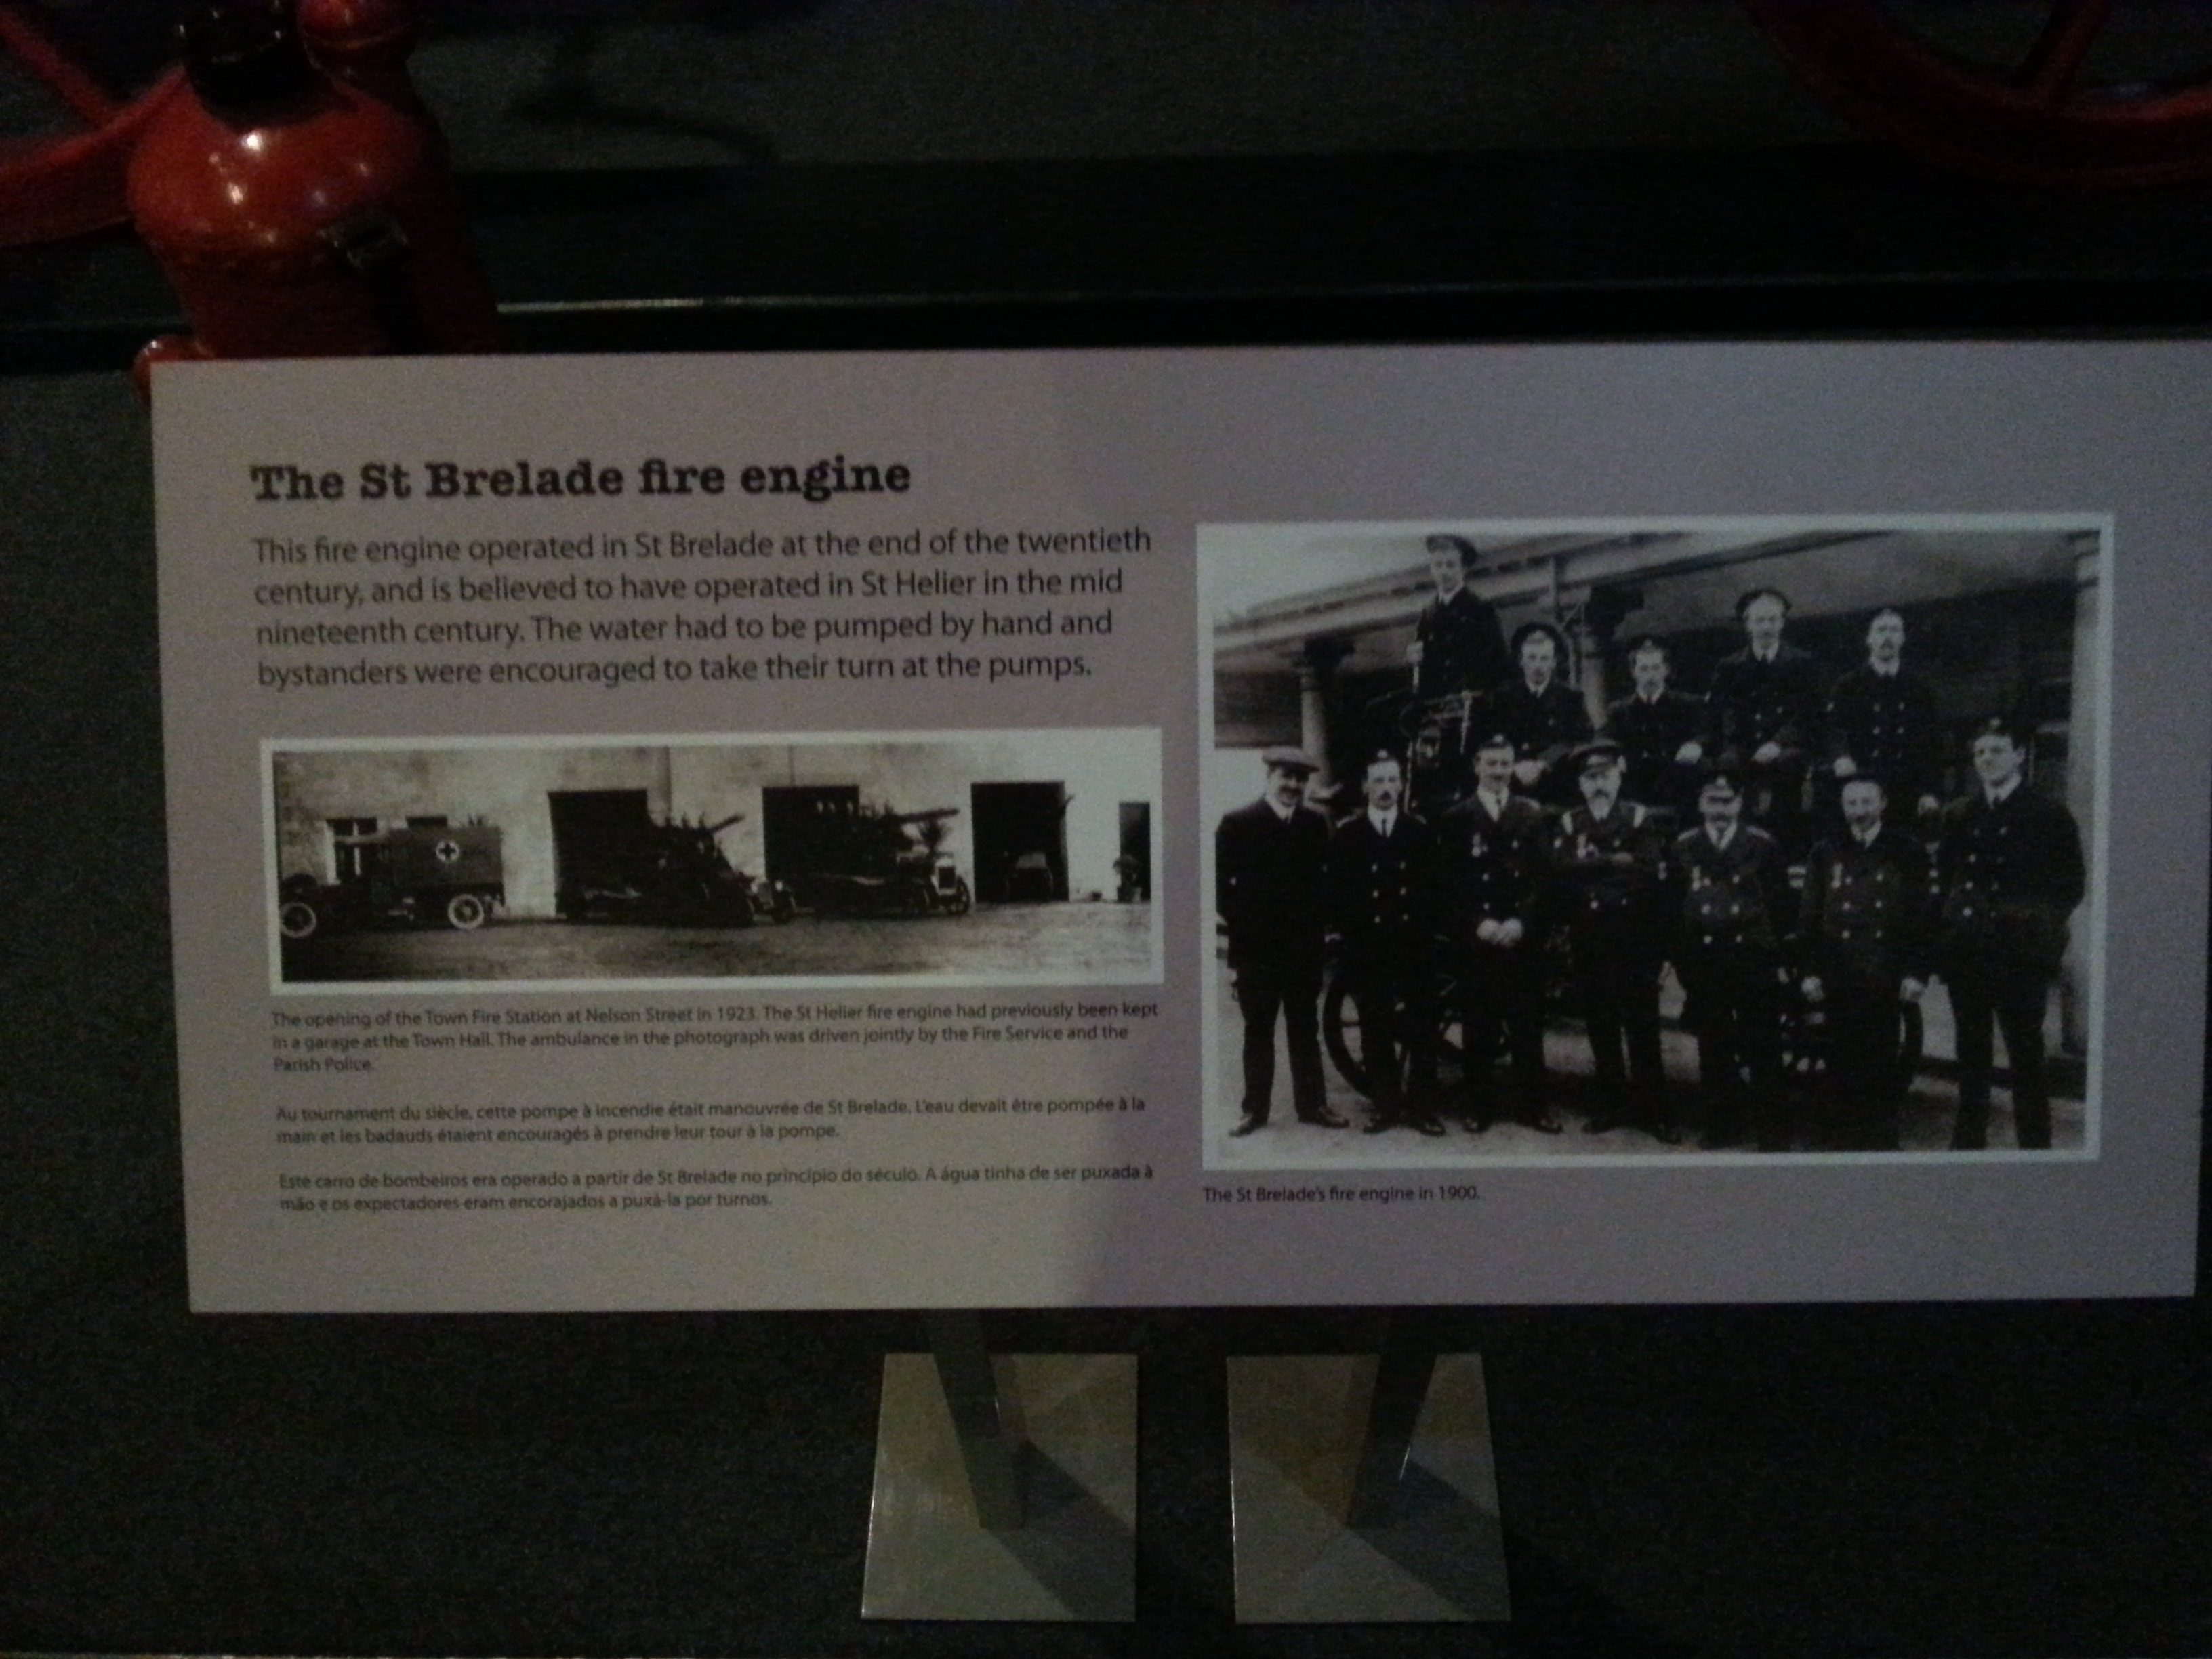 The St Brelade fire engine
This fire engine operated in St Brelade at the end of the twentieth
century, and is believed to have operated in St Helier in the mid
nineteenth century. The water had to be pumped by hand and
bystanders were encouraged to take their turn at the pumps.
The opening of the Town Fire Station at Nelson Street in 1923. The St Helier fire engine had previously been kept
in a garage at the Town Hall. The ambulance in the photograph was driven jointly by the Fire Service and the
Parish Police.
Au tournament du siècle, cette pompe à incendie était manouvrée de St Brelade. L'eau devait être pompée à la
main et les badauds étaient encouragés à prendre leur tour à la pompe.
Este carro de bombeiros era operado a partir de St Brelade no princípio do século. A água tinha de ser puxada à
mão e os expectadores eram encorajados a puxá-la por turnos.
The St Brelade's fire engine in 1900.